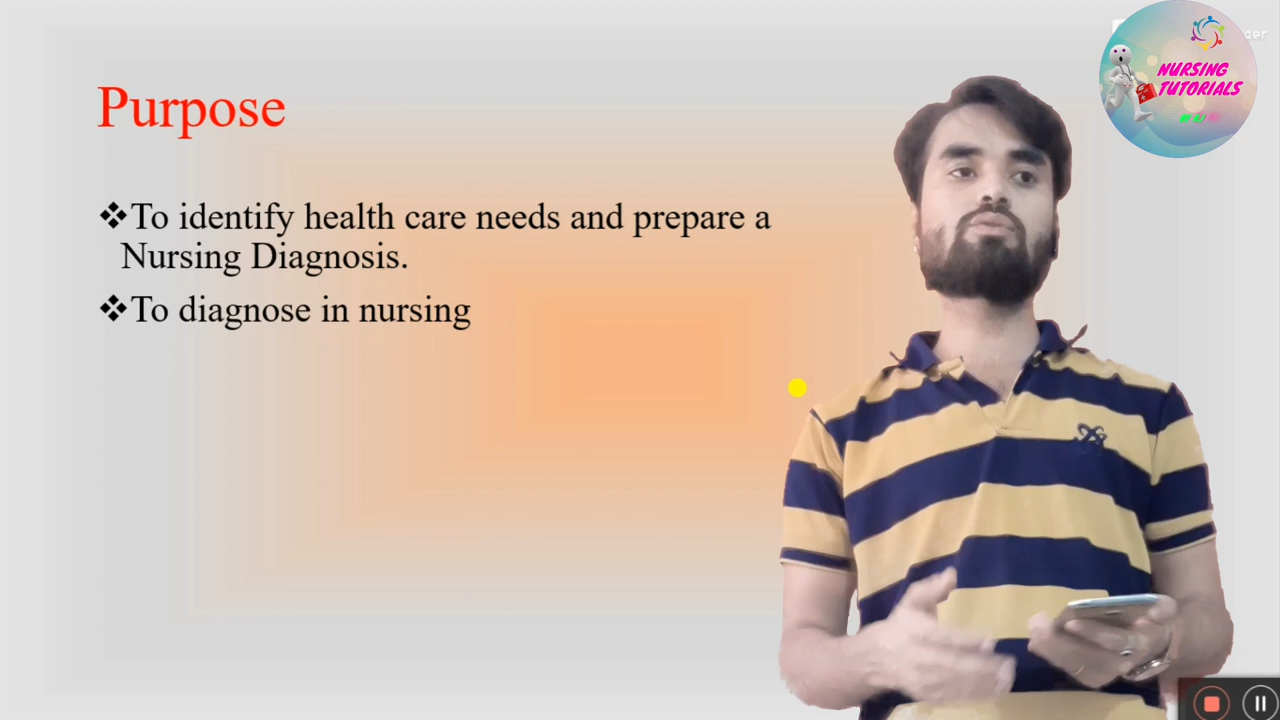 Purpose
❖To identify health care needs and prepare a
Nursing Diagnosis.
❖To diagnose in nursing
NURSING
TUTORIALS